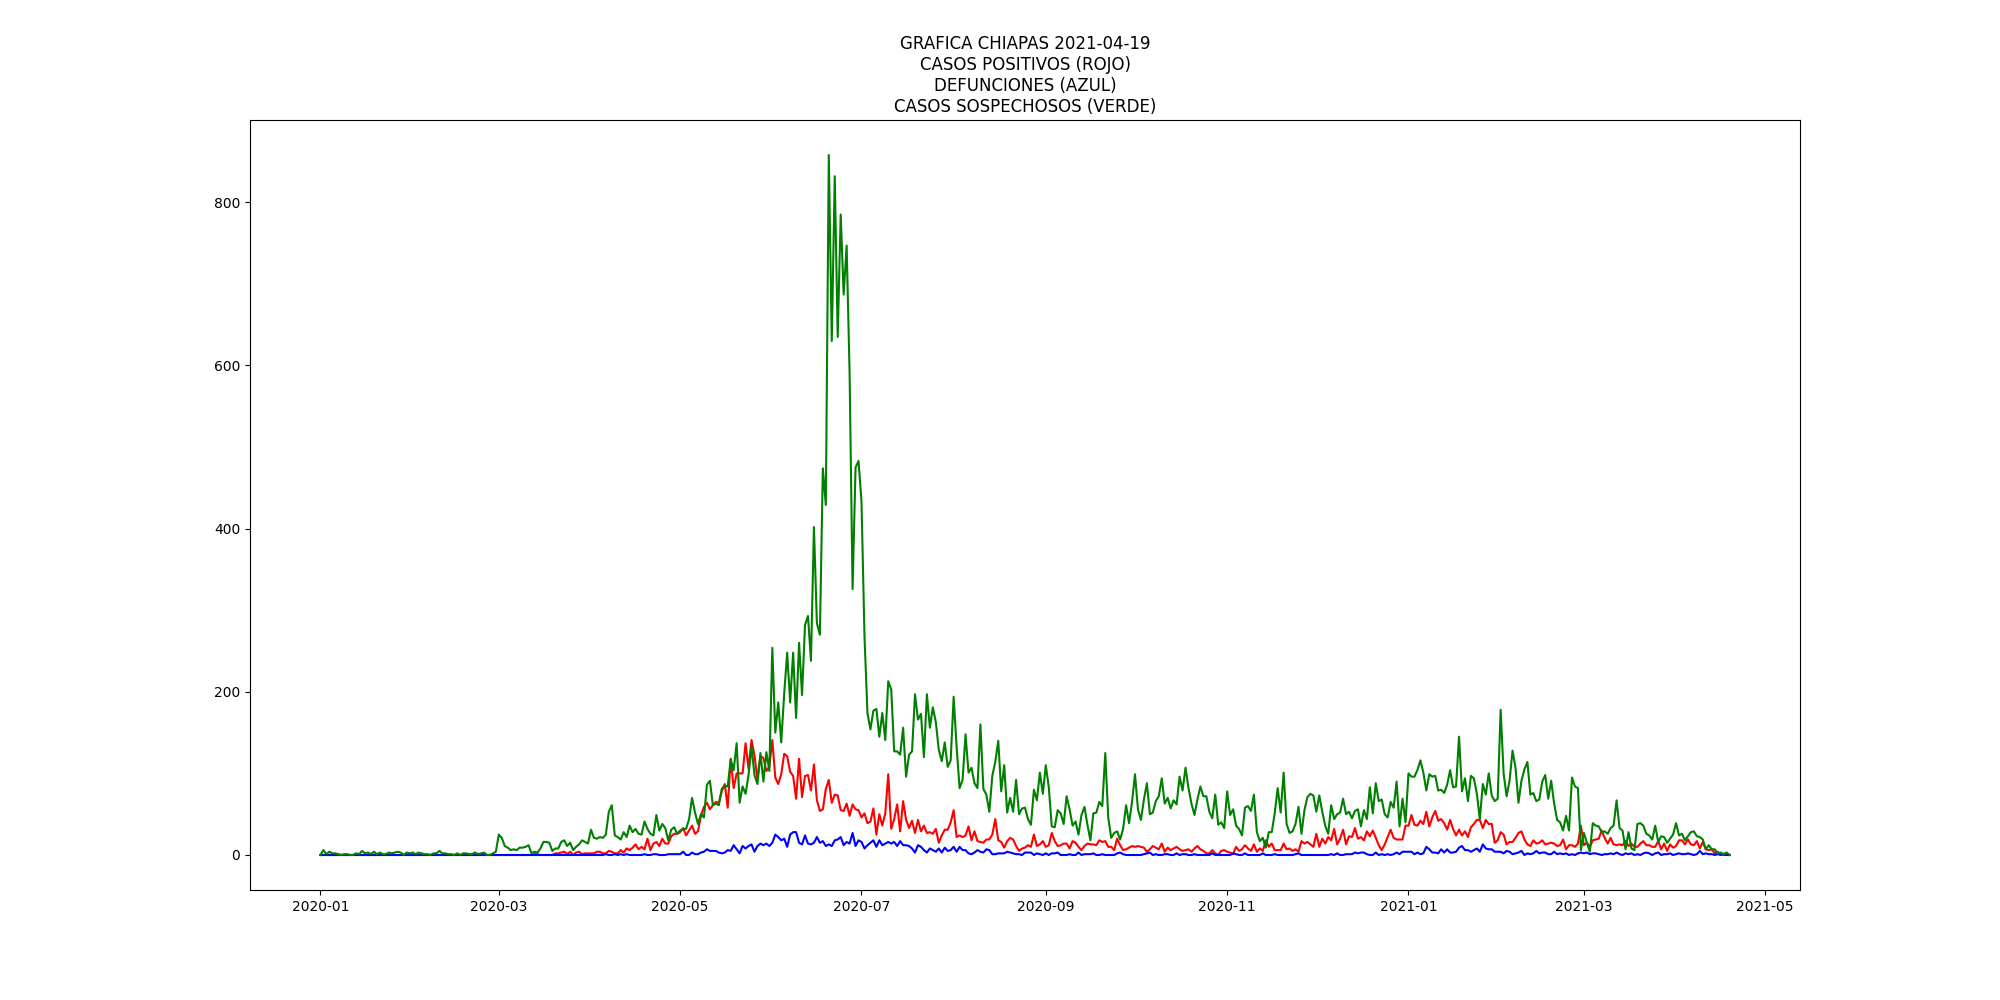 GRAFICA CHIAPAS 2021-04-19
CASOS POSITIVOS (ROJO)
DEFUNCIONES (AZUL)
CASOS SOSPECHOSOS (VERDE)
800
600
400
200
0
2020-01 2020-03 2020-05 2020-07 2020-09 2020-11 2021-01 2021-03 2021-05